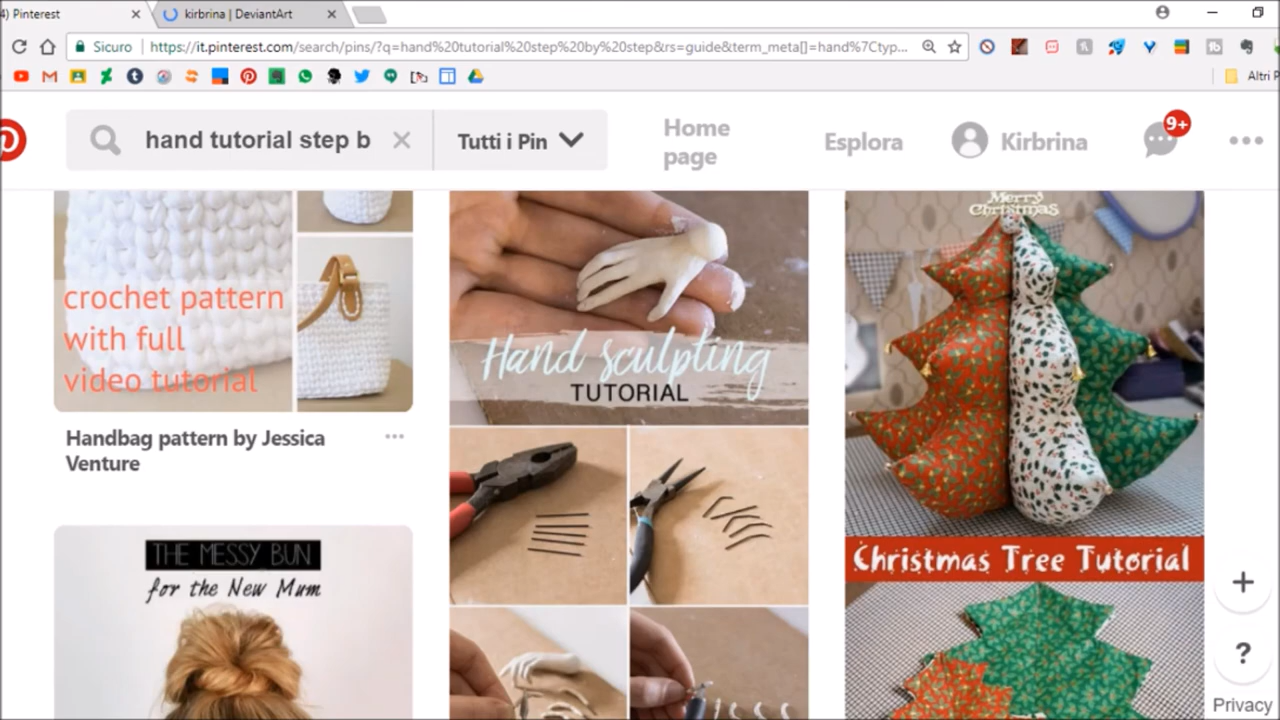 4) Pinterest
kirbrina | DeviantArt
Sicuro
https://it.pinterest.com/search/pins/?q=hand%20tutorial%20step%20by%20step&rs=guide&term_meta[]=hand%7Ctyp...
Altri P
hand tutorial step b
Tutti i Pin
Home
page
Esplora
Kirbrina
9+
crochet pattern
with full
video tutorial
Handbag pattern by Jessica
Venture
THE MESSY BUN
for the New Mum
Hand sculpting
TUTORIAL
Merry
Christmas
Christmas Tree Tutorial
+
?
Privacy